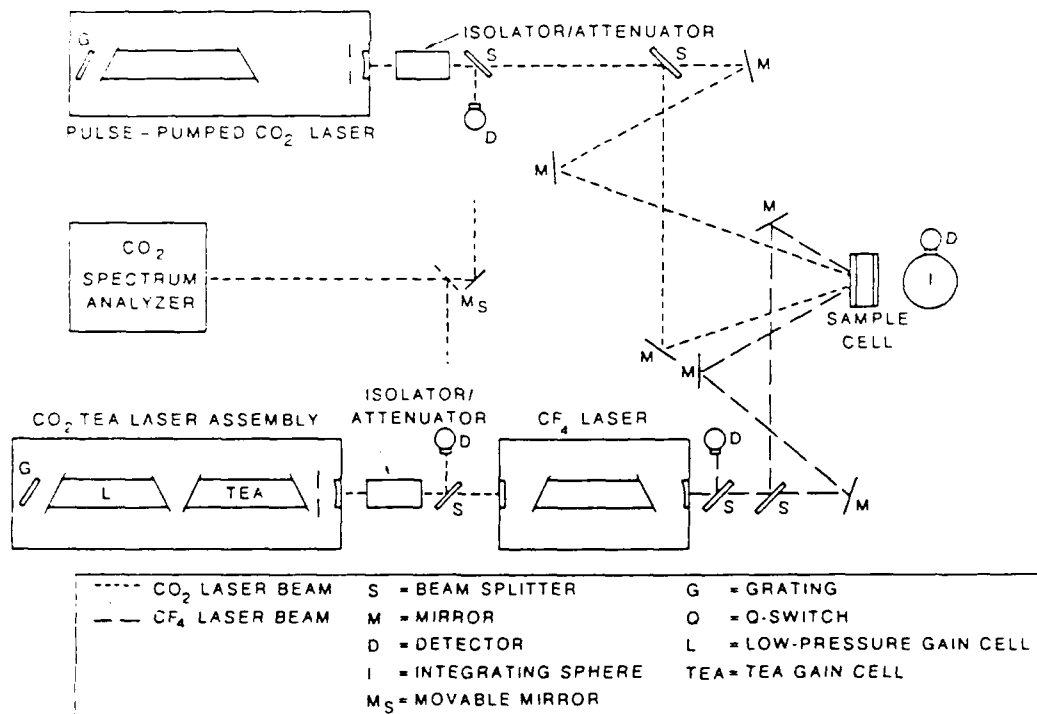 ISOLATOR/ATTENUATOR
G
S
S
M
D
PULSE-PUMPED CO2 LASER
M
M
CO2
SPECTRUM
ANALYZER
MS
D
I
SAMPLE
CELL
M
M
ISOLATOR/
ATTENUATOR
CO2 TEA LASER ASSEMBLY
CF4 LASER
D
D
G
L
TEA
S
S
S
M
CO2 LASER BEAM
CF4 LASER BEAM
S = BEAM SPLITTER
M = MIRROR
D = DETECTOR
I = INTEGRATING SPHERE
MS = MOVABLE MIRROR
G = GRATING
Q = Q-SWITCH
L = LOW-PRESSURE GAIN CELL
TEA = TEA GAIN CELL